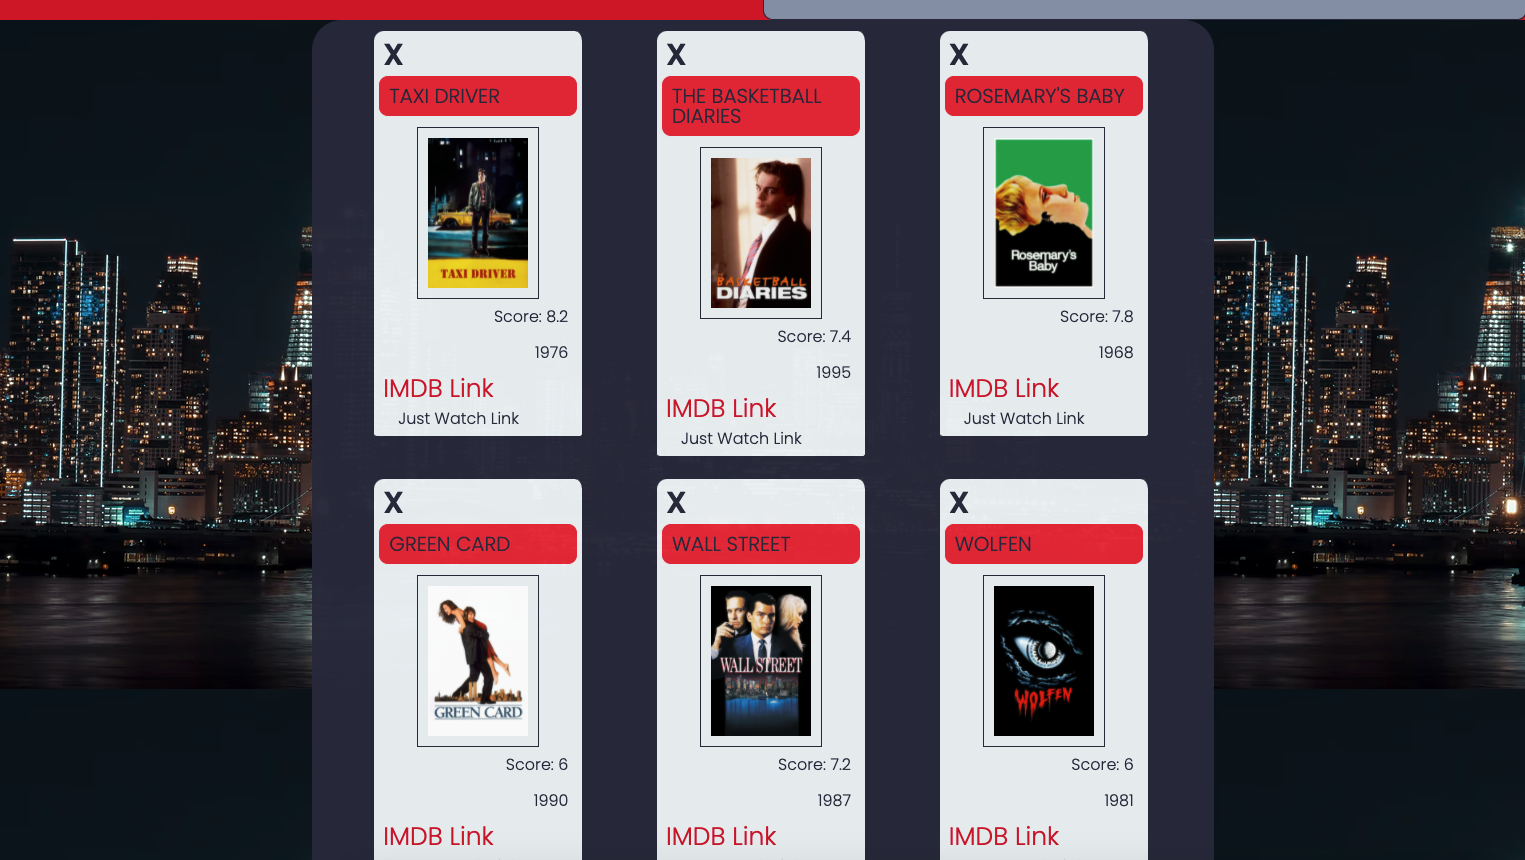 X
TAXI DRIVER
TAXI DRIVER
Score: 8.2
1976
IMDB Link
Just Watch Link
X
THE BASKETBALL
DIARIES
THE BASKETBALL
DIARIES
Score: 7.4
1995
IMDB Link
Just Watch Link
X
ROSEMARY'S BABY
Rosemary's
Baby
Score: 7.8
1968
IMDB Link
Just Watch Link
X
GREEN CARD
GREEN CARD
Score: 6
1990
IMDB Link
X
WALL STREET
WALL STREET
Score: 7.2
1987
IMDB Link
X
WOLFEN
WOLFEN
Score: 6
1981
IMDB Link